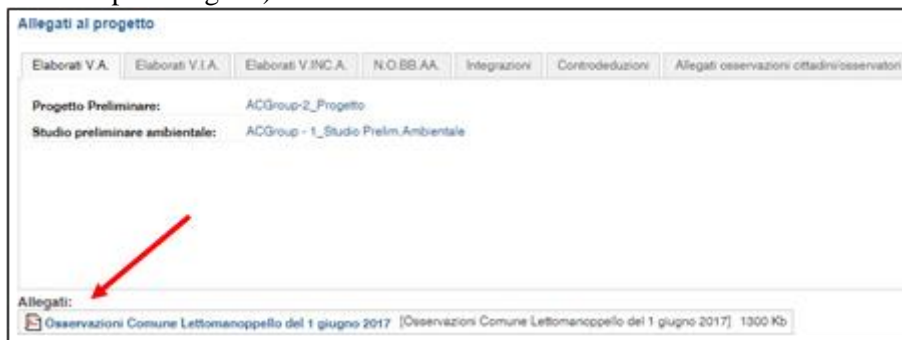 Allegati al progetto
Elaborati V.A. Elaborati V.I.A. Elaborati V.INC.A. N.O.BB.AA. Integrazioni Controdeduzioni Allegati osservazioni cittadini/osservatori
Progetto Preliminare: ACGroup-2_Progetto
Studio preliminare ambientale: ACGroup - 1_Studio Prelim.Ambientale
Allegati:
Osservazioni Comune Lettomanoppello del 1 giugno 2017 [Osservazioni Comune Lettomanoppello del 1 giugno 2017] 1300 Kb